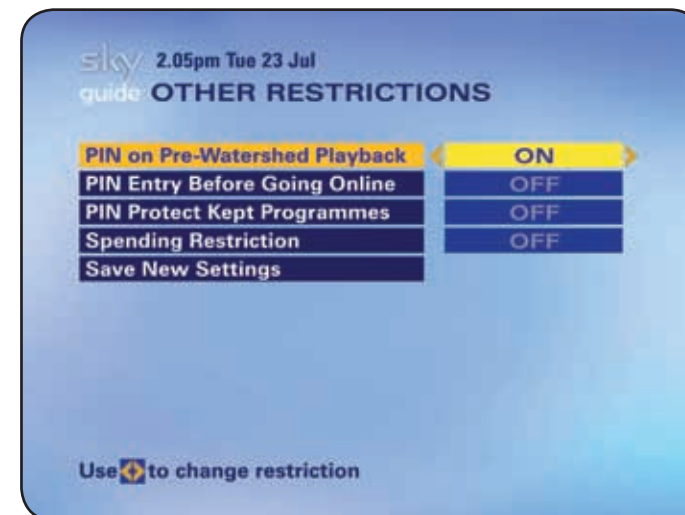 sky 2.05pm Tue 23 Jul
guide OTHER RESTRICTIONS
PIN on Pre-Watershed Playback ON
PIN Entry Before Going Online OFF
PIN Protect Kept Programmes OFF
Spending Restriction OFF
Save New Settings
Use to change restriction